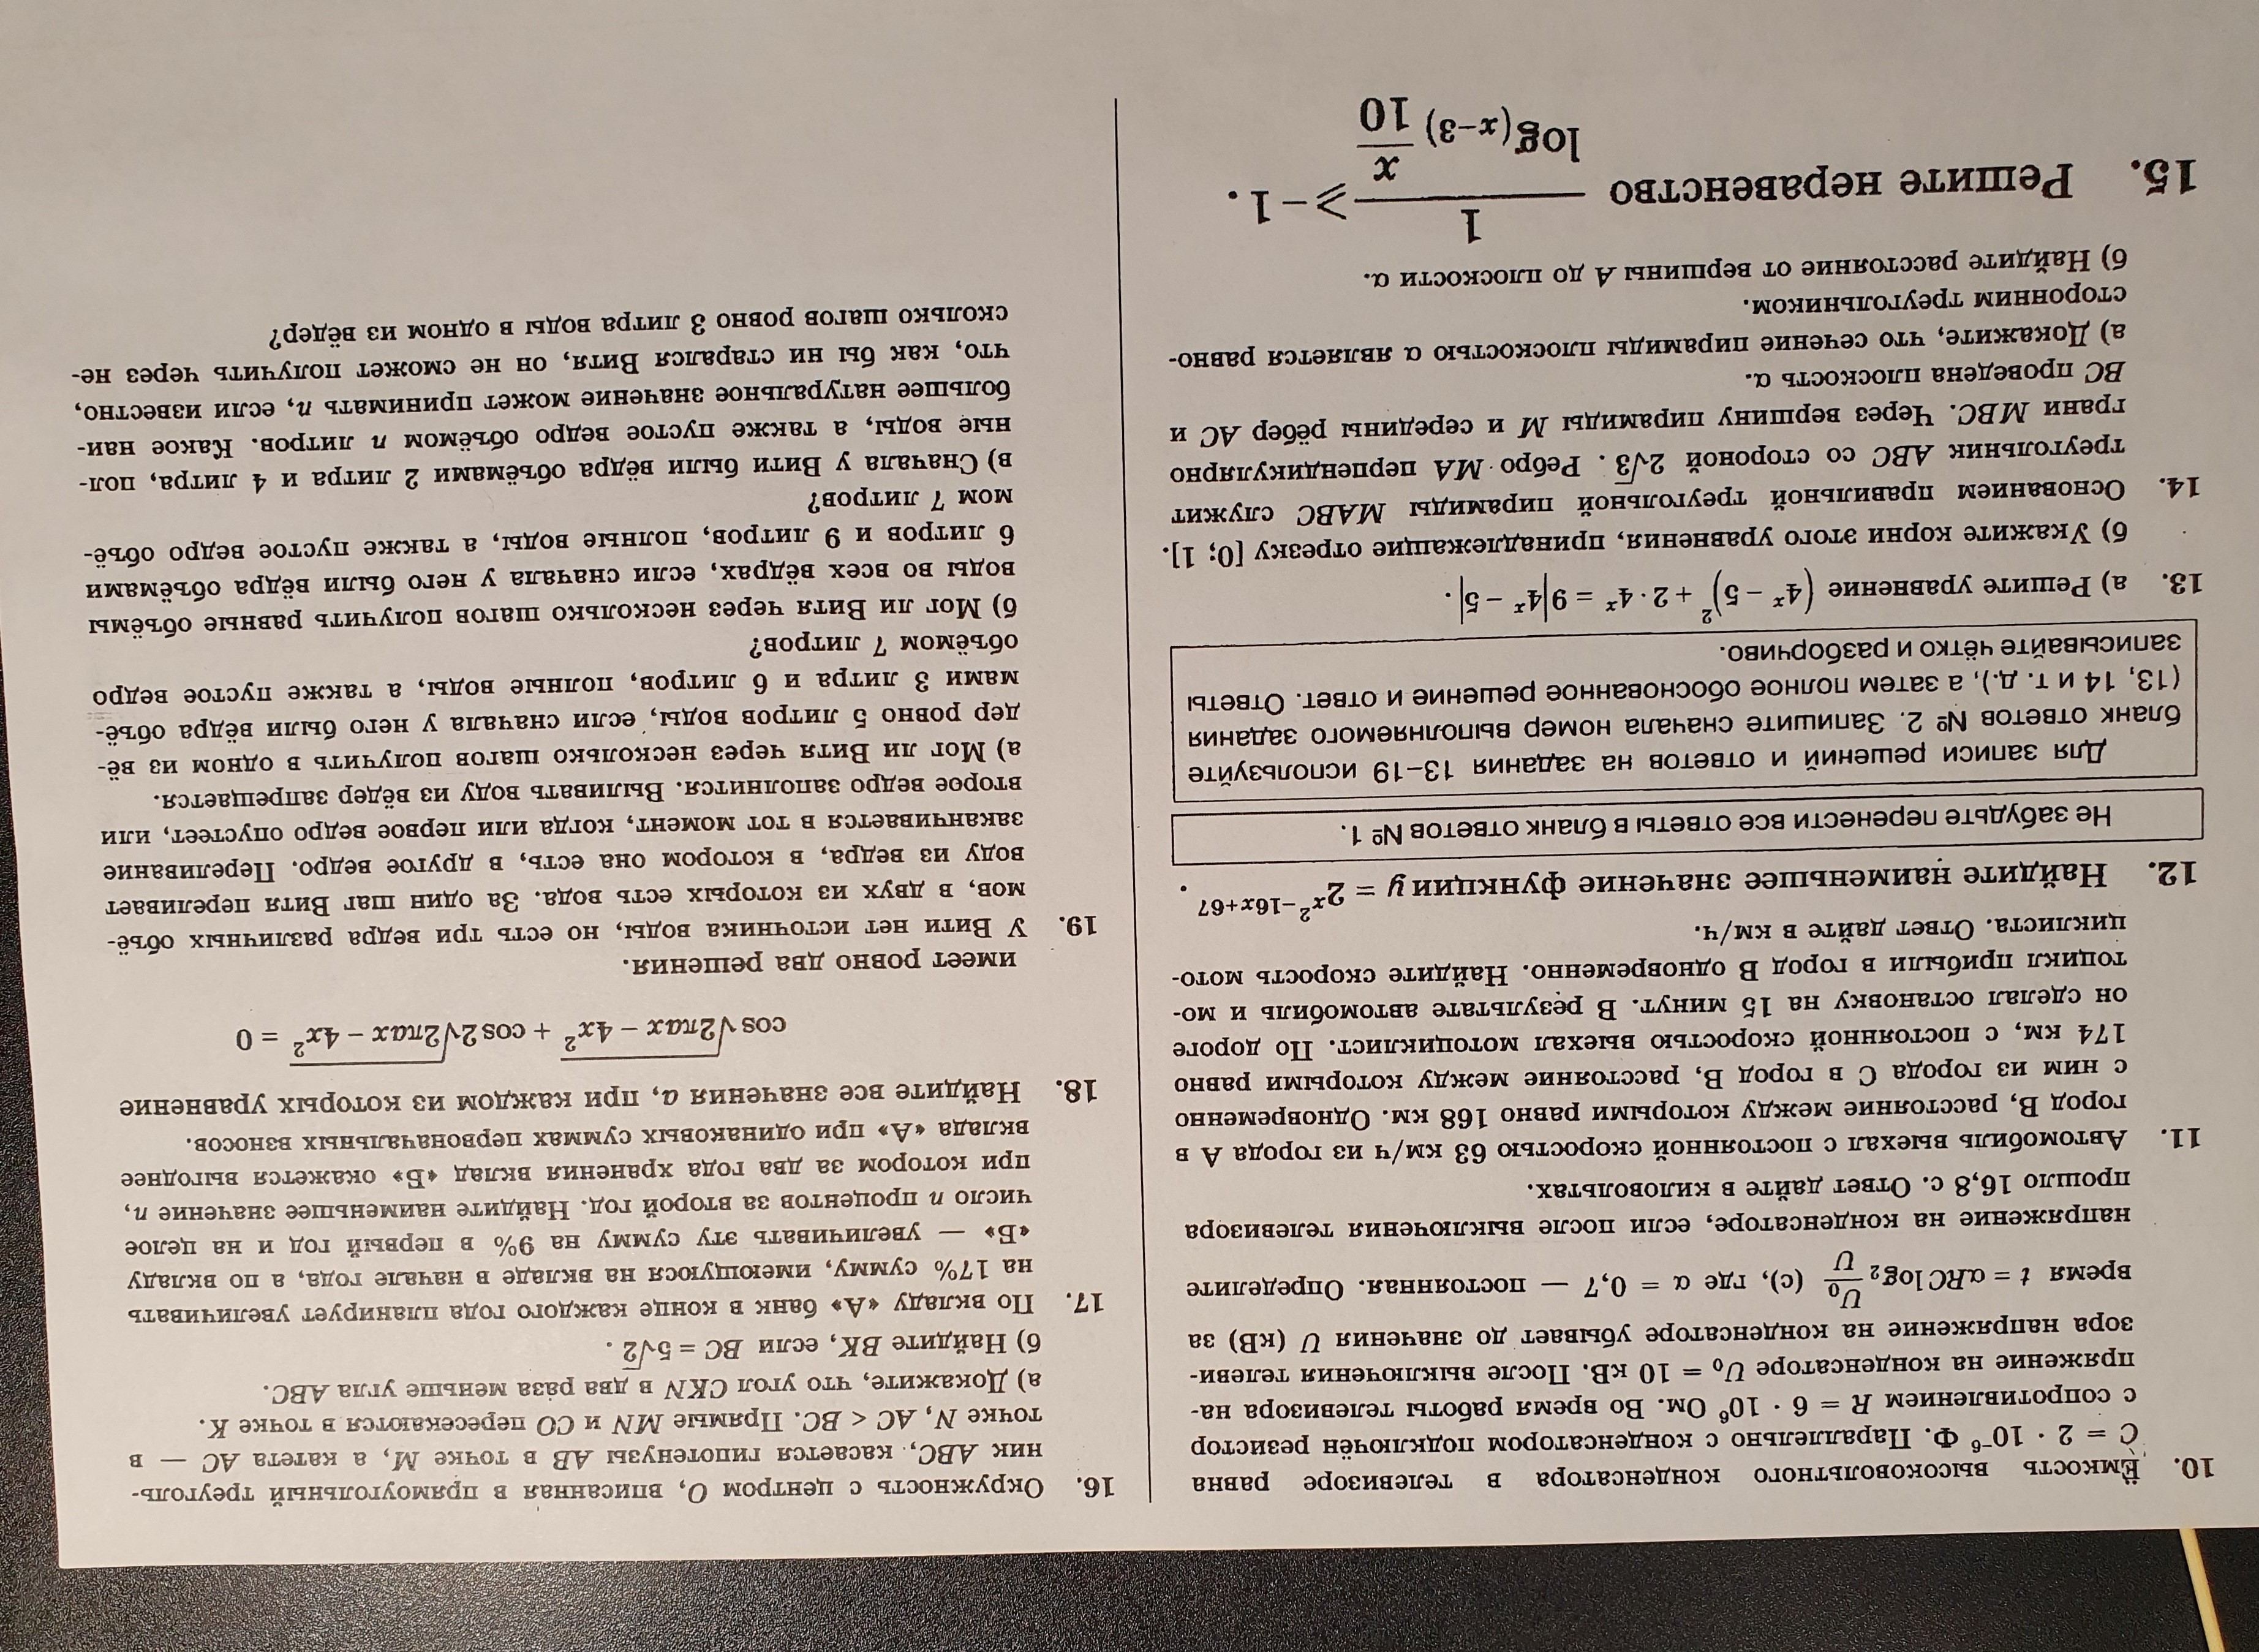 10. Ёмкость высоковольтного конденсатора в телевизоре равна
C = 2 · 10⁻⁶ Ф. Параллельно с конденсатором подключён резистор
с сопротивлением R = 6 · 10⁶ Ом. Во время работы телевизора на-
пряжение на конденсаторе U₀ = 10 кВ. После выключения телеви-
зора напряжение на конденсаторе убывает до значения U (кВ) за
время t = αRC log₂ U₀/U (с), где α = 0,7 — постоянная. Определите
напряжение на конденсаторе, если после выключения телевизора
прошло 16,8 с. Ответ дайте в киловольтах.
11. Автомобиль выехал с постоянной скоростью 63 км/ч из города А в
город В, расстояние между которыми равно 168 км. Одновременно
с ним из города С в город В, расстояние между которыми равно
174 км, с постоянной скоростью выехал мотоциклист. По дороге
он сделал остановку на 15 минут. В результате автомобиль и мо-
тоцикл прибыли в город В одновременно. Найдите скорость мото-
циклиста. Ответ дайте в км/ч.
12. Найдите наименьшее значение функции y = 2^(x²−16x+67).
Не забудьте перенести все ответы в бланк ответов № 1.
Для записи решений и ответов на задания 13–19 используйте
бланк ответов № 2. Запишите сначала номер выполняемого задания
(13, 14 и т. д.), а затем полное обоснованное решение и ответ. Ответы
записывайте чётко и разборчиво.
13. а) Решите уравнение (4ˣ − 5)² + 2 · 4ˣ = 9|4ˣ − 5|.
б) Укажите корни этого уравнения, принадлежащие отрезку [0; 1].
14. Основанием правильной треугольной пирамиды MABC служит
треугольник ABC со стороной 2√3. Ребро MA перпендикулярно
грани MBC. Через вершину пирамиды M и середины рёбер AC и
BC проведена плоскость α.
а) Докажите, что сечение пирамиды плоскостью α является равно-
сторонним треугольником.
б) Найдите расстояние от вершины A до плоскости α.
15. Решите неравенство 1/(log₍ₓ₋₃₎ x/10) ⩾ −1.
16. Окружность с центром O, вписанная в прямоугольный треуголь-
ник ABC, касается гипотенузы AB в точке M, а катета AC — в
точке N, AC < BC. Прямые MN и CO пересекаются в точке K.
а) Докажите, что угол CKN в два раза меньше угла ABC.
б) Найдите BK, если BC = 5√2.
17. По вкладу «А» банк в конце каждого года планирует увеличивать
на 17% сумму, имеющуюся на вкладе в начале года, а по вкладу
«Б» — увеличивать эту сумму на 9% в первый год и на целое
число n процентов за второй год. Найдите наименьшее значение n,
при котором за два года хранения вклад «Б» окажется выгоднее
вклада «А» при одинаковых суммах первоначальных взносов.
18. Найдите все значения a, при каждом из которых уравнение
cos √(2πax − 4x²) + cos 2√(2πax − 4x²) = 0
имеет ровно два решения.
19. У Вити нет источника воды, но есть три ведра различных объё-
мов, в двух из которых есть вода. За один шаг Витя переливает
воду из ведра, в котором она есть, в другое ведро. Переливание
заканчивается в тот момент, когда или первое ведро опустеет, или
второе ведро заполнится. Выливать воду из вёдер запрещается.
а) Мог ли Витя через несколько шагов получить в одном из вё-
дер ровно 5 литров воды, если сначала у него были вёдра объё-
мами 3 литра и 6 литров, полные воды, а также пустое ведро
объёмом 7 литров?
б) Мог ли Витя через несколько шагов получить равные объёмы
воды во всех вёдрах, если сначала у него были вёдра объёмами
6 литров и 9 литров, полные воды, а также пустое ведро объё-
мом 7 литров?
в) Сначала у Вити были вёдра объёмами 2 литра и 4 литра, пол-
ные воды, а также пустое ведро объёмом n литров. Какое наи-
большее натуральное значение может принимать n, если известно,
что, как бы ни старался Витя, он не сможет получить через не-
сколько шагов ровно 3 литра воды в одном из вёдер?